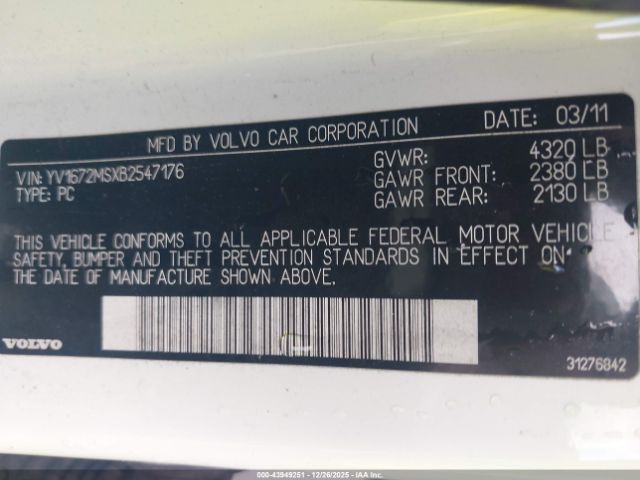 MFD BY VOLVO CAR CORPORATION DATE: 03/11
VIN: YV1672MSXB2547176 GVWR: 4320 LB
TYPE: PC GAWR FRONT: 2380 LB
GAWR REAR: 2130 LB
THIS VEHICLE CONFORMS TO ALL APPLICABLE FEDERAL MOTOR VEHICLE
SAFETY, BUMPER AND THEFT PREVENTION STANDARDS IN EFFECT ON
THE DATE OF MANUFACTURE SHOWN ABOVE.
VOLVO
31276842
000-43949251 - 12/26/2025 - IAA Corp.